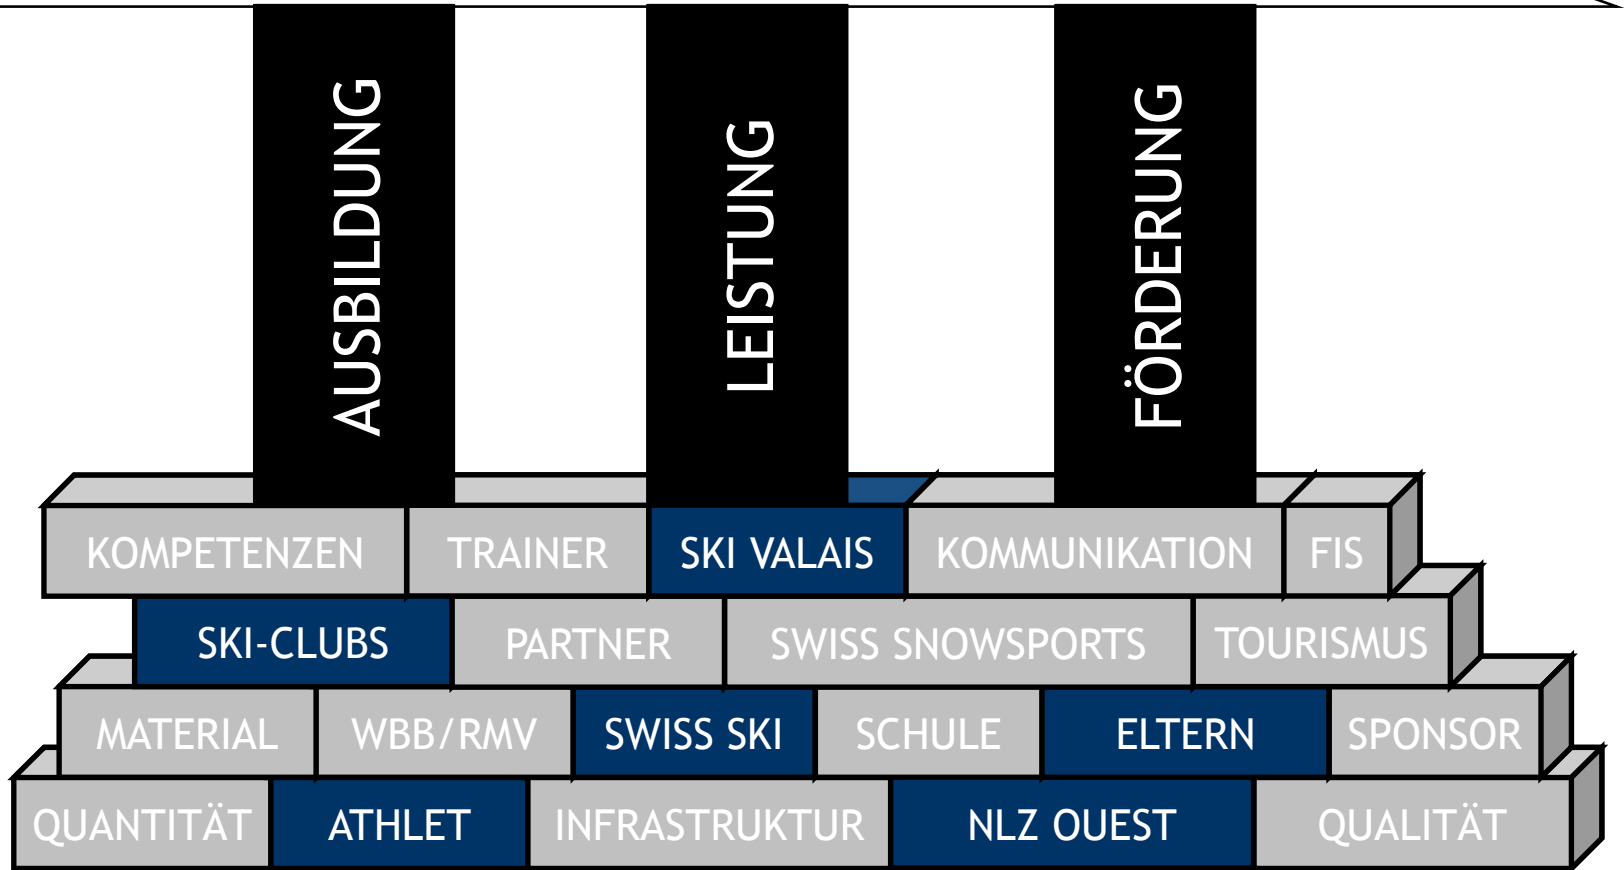 AUSBILDUNG
LEISTUNG
FÖRDERUNG
KOMPETENZEN TRAINER SKI VALAIS KOMMUNIKATION FIS
SKI-CLUBS PARTNER SWISS SNOWSPORTS TOURISMUS
MATERIAL WBB/RMV SWISS SKI SCHULE ELTERN SPONSOR
QUANTITÄT ATHLET INFRASTRUKTUR NLZ OUEST QUALITÄT